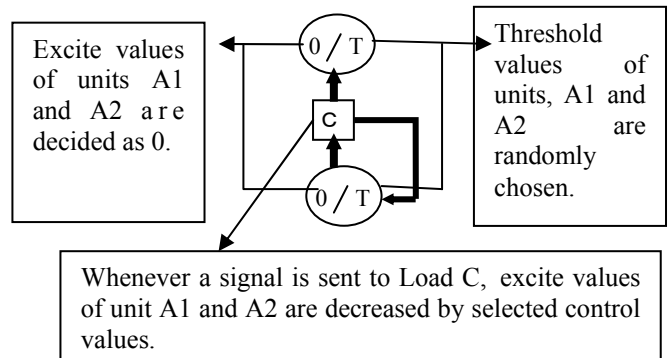 Excite values
of units A1
and A2 are
decided as 0.
0 / T
C
0 / T
Threshold
values of
units, A1 and
A2 are
randomly
chosen.
Whenever a signal is sent to Load C, excite values
of unit A1 and A2 are decreased by selected control
values.